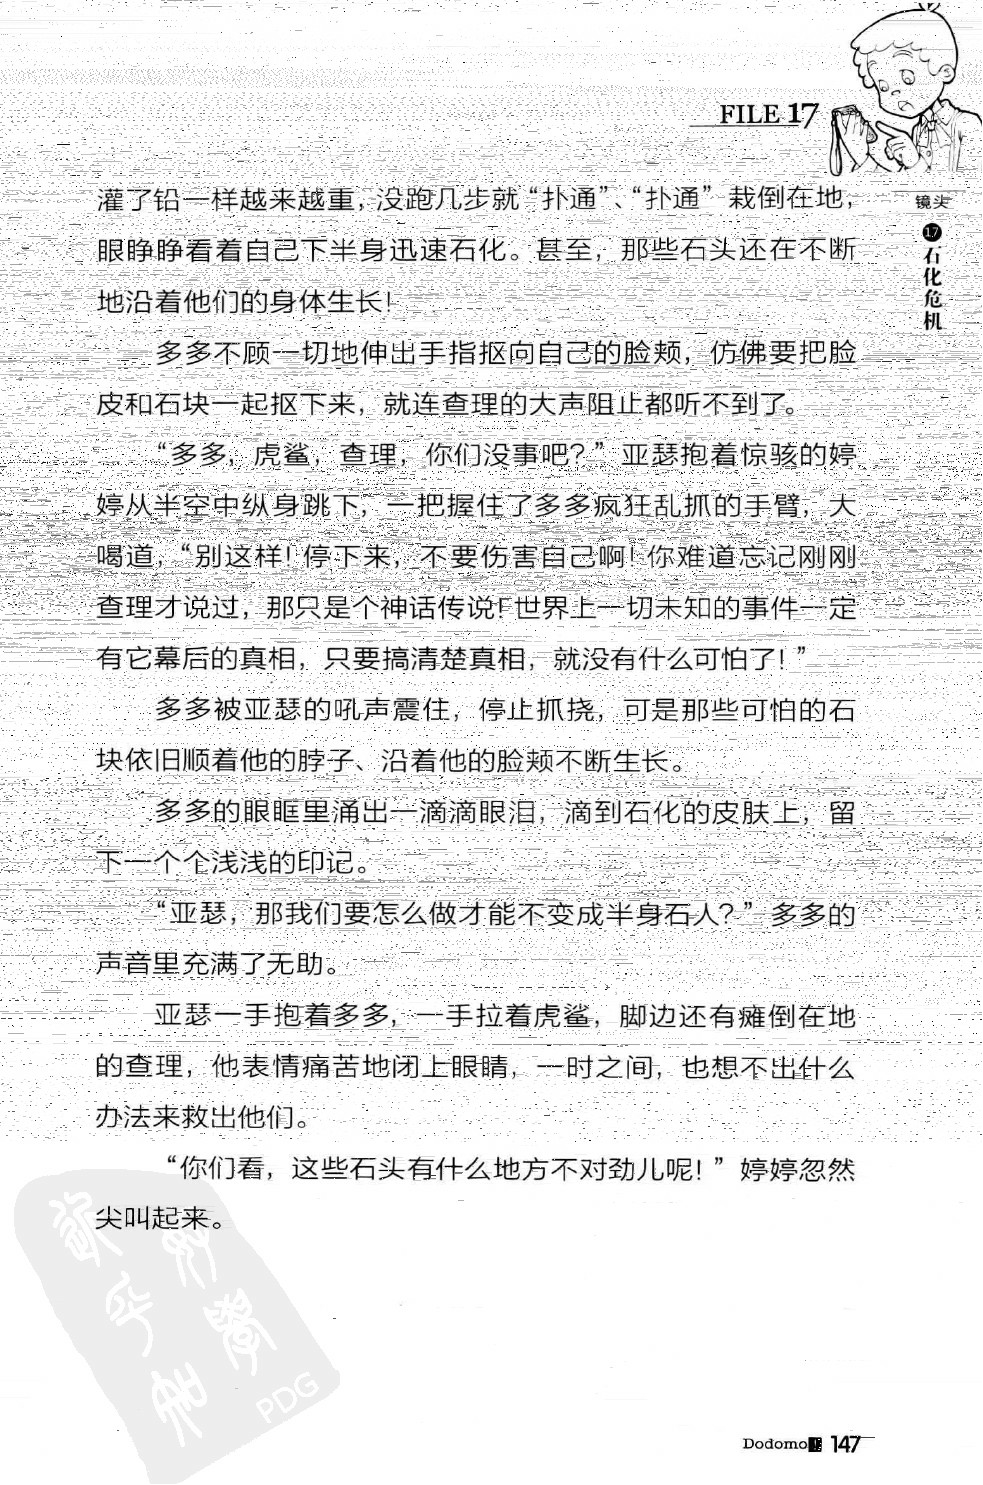 FILE 17
镜头
17
石化危机
灌了铅一样越来越重，没跑几步就“扑通”、“扑通”栽倒在地，
眼睁睁看着自己下半身迅速石化。甚至，那些石头还在不断
地沿着他们的身体生长！
多多不顾一切地伸出手指抠向自己的脸颊，仿佛要把脸
皮和石块一起抠下来，就连查理的大声阻止都听不到了。
“多多，虎鲨，查理，你们没事吧？”亚瑟抱着惊骇的婷
婷从半空中纵身跳下，一把握住了多多疯狂乱抓的手臂，大
喝道，“别这样！停下来，不要伤害自己啊！你难道忘记刚刚
查理才说过，那只是个神话传说！世界上一切未知的事件一定
有它幕后的真相，只要搞清楚真相，就没有什么可怕了！”
多多被亚瑟的吼声震住，停止抓挠，可是那些可怕的石
块依旧顺着他的脖子、沿着他的脸颊不断生长。
多多的眼眶里涌出一滴滴眼泪，滴到石化的皮肤上，留
下一个个浅浅的印记。
“亚瑟，那我们要怎么做才能不变成半身石人？”多多的
声音里充满了无助。
亚瑟一手抱着多多，一手拉着虎鲨，脚边还有瘫倒在地
的查理，他表情痛苦地闭上眼睛，一时之间，也想不出什么
办法来救出他们。
“你们看，这些石头有什么地方不对劲儿呢！”婷婷忽然
尖叫起来。
PDG
Dodomo 147